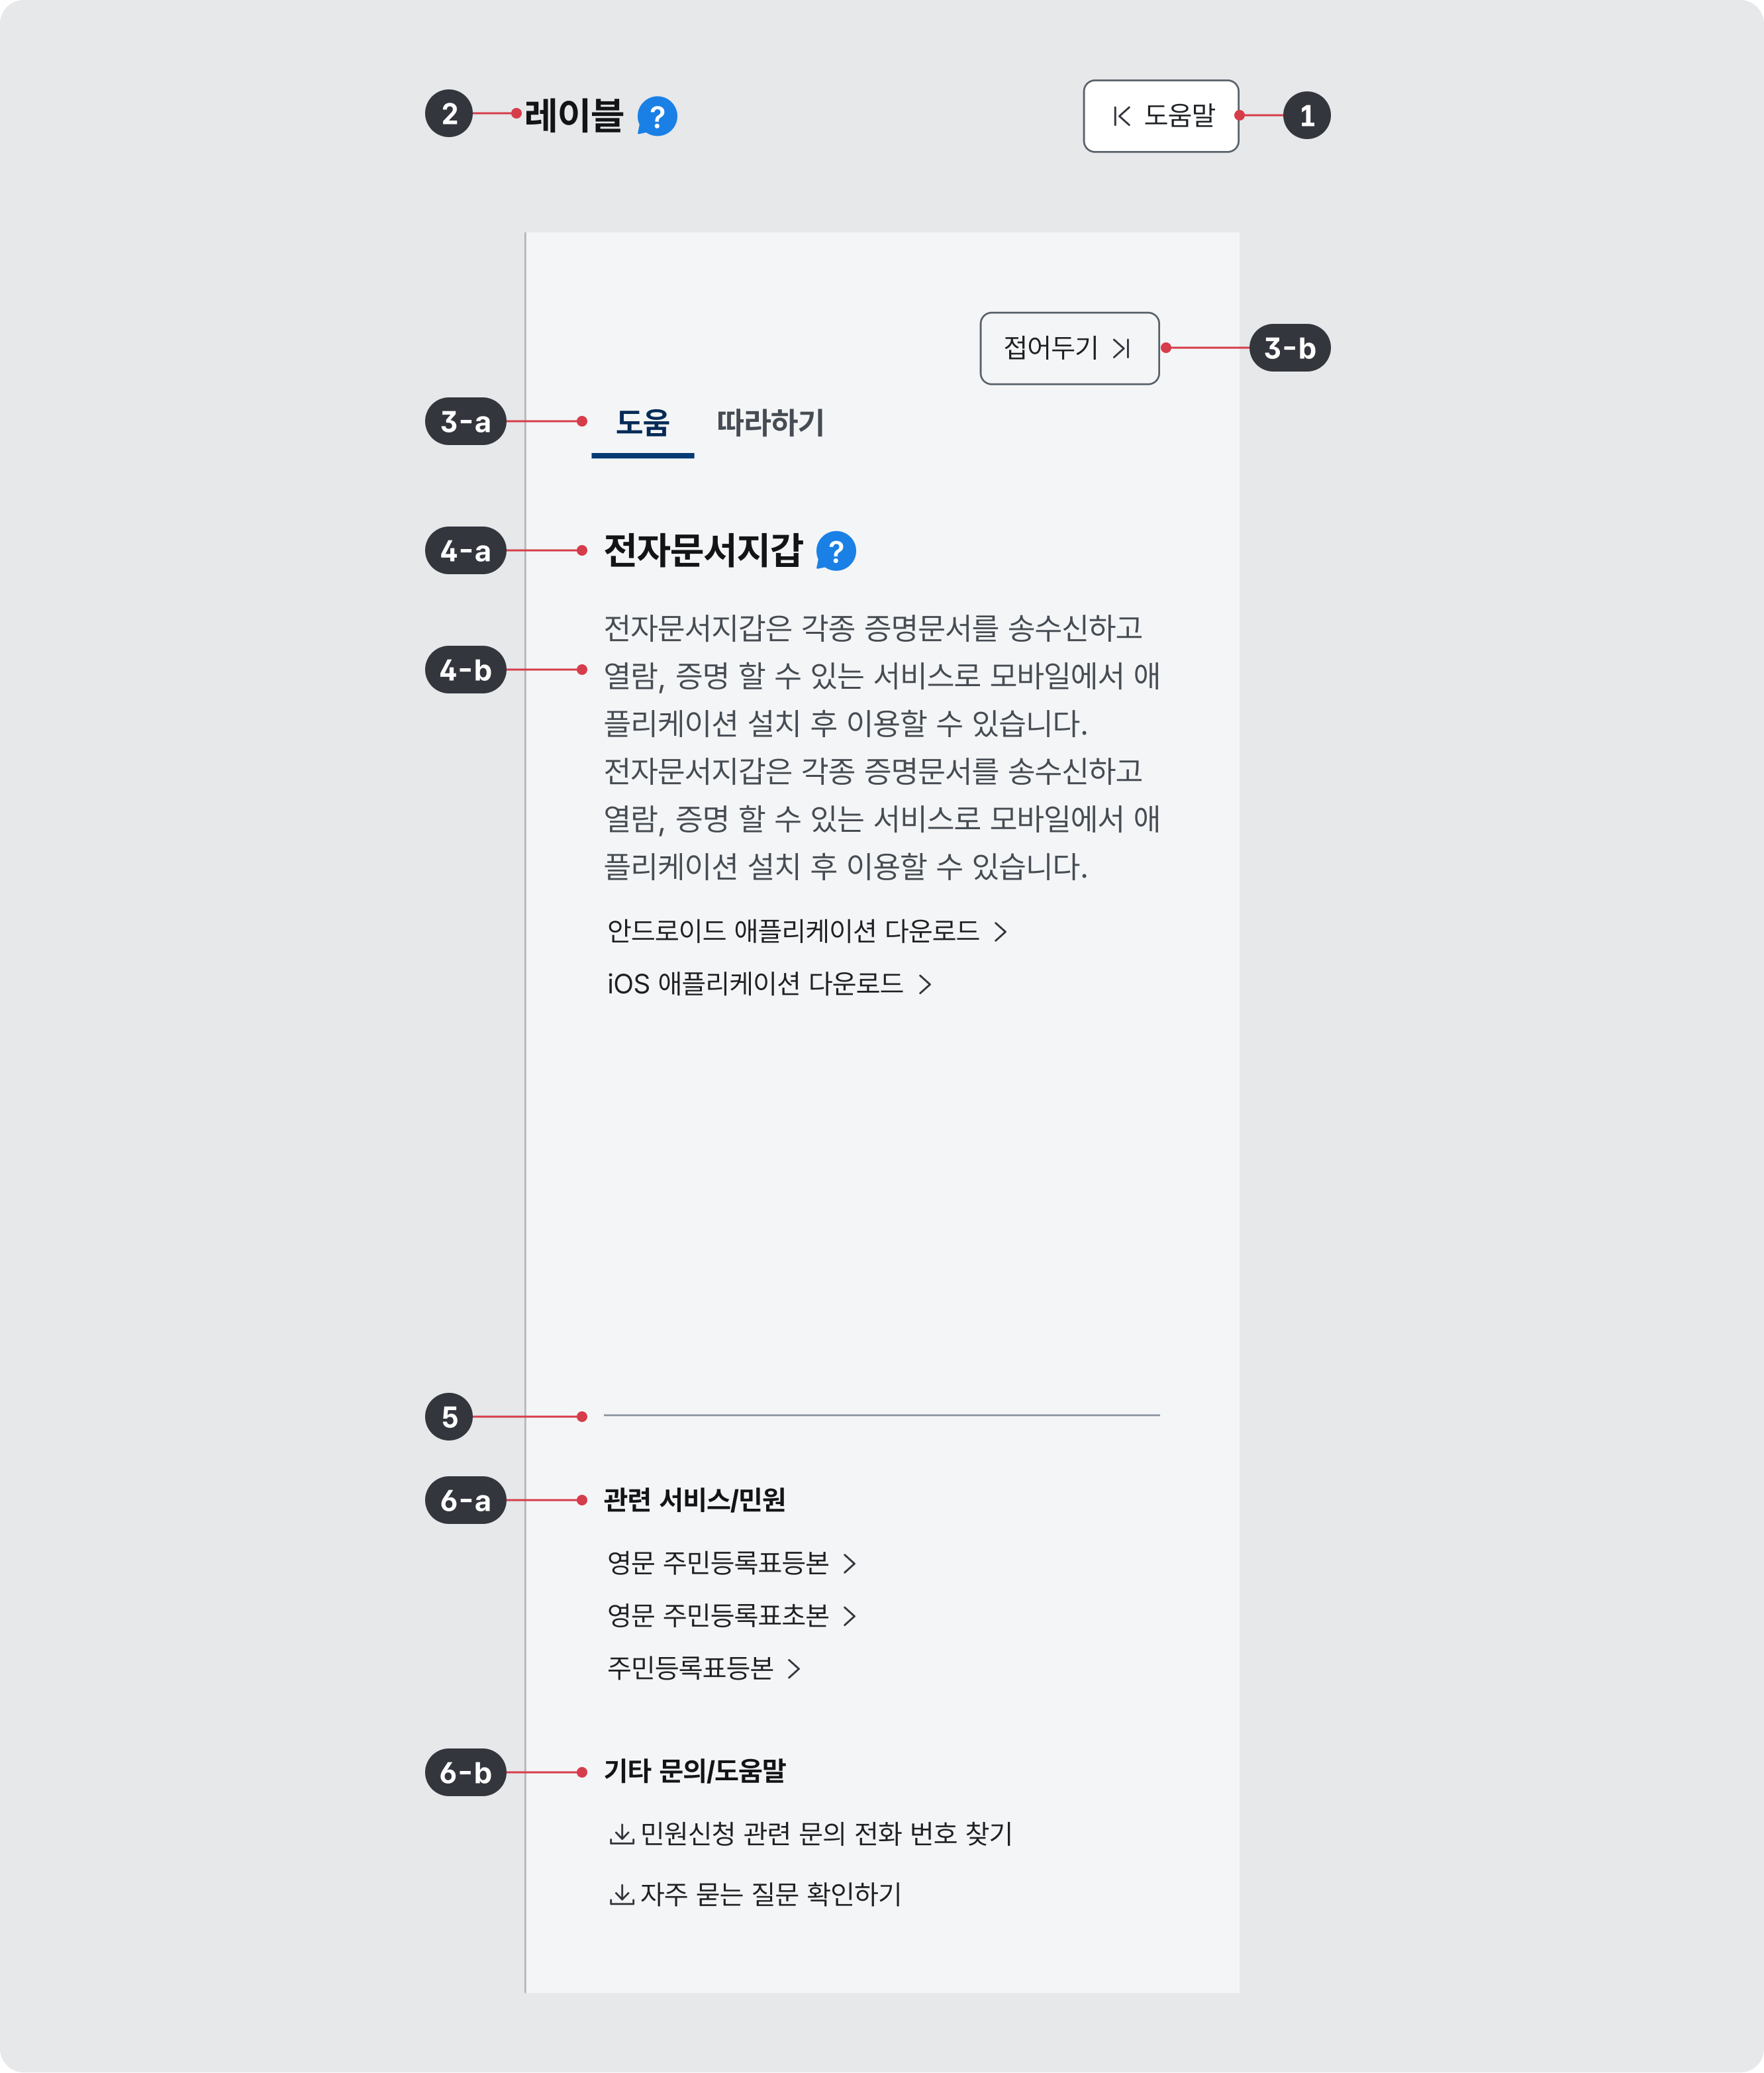 2 레이블 ? 도움말 1
접어두기 3-b
3-a 도움 따라하기
4-a 전자문서지갑 ?
전자문서지갑은 각종 증명문서를 송수신하고
4-b 열람, 증명 할 수 있는 서비스로 모바일에서 애
플리케이션 설치 후 이용할 수 있습니다.
전자문서지갑은 각종 증명문서를 송수신하고
열람, 증명 할 수 있는 서비스로 모바일에서 애
플리케이션 설치 후 이용할 수 있습니다.
안드로이드 애플리케이션 다운로드
iOS 애플리케이션 다운로드
5
6-a 관련 서비스/민원
영문 주민등록표등본
영문 주민등록표초본
주민등록표등본
6-b 기타 문의/도움말
민원신청 관련 문의 전화 번호 찾기
자주 묻는 질문 확인하기